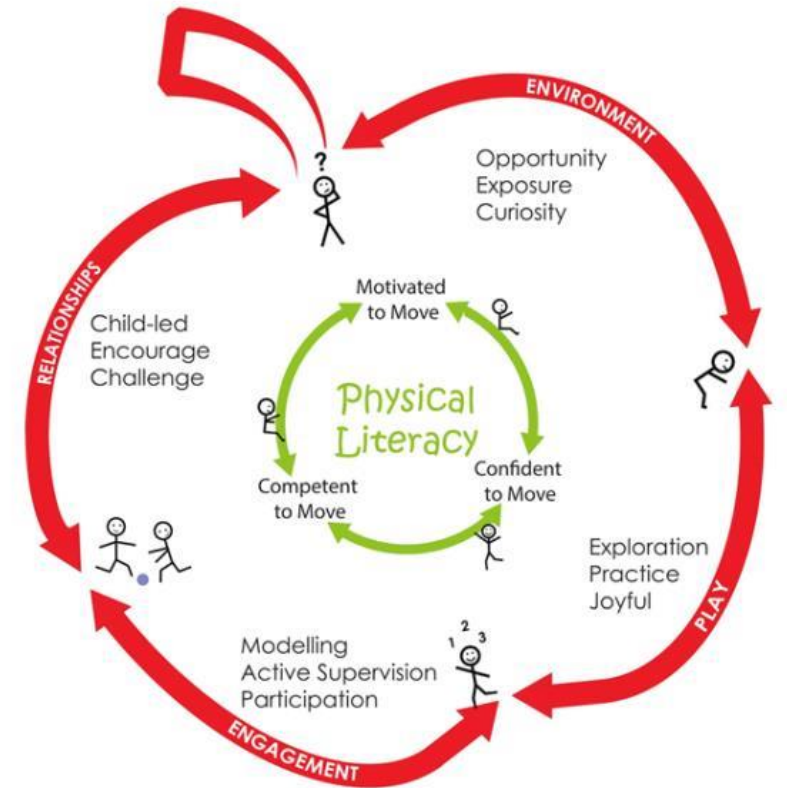 ENVIRONMENT
Opportunity
Exposure
Curiosity
?
RELATIONSHIPS
Child-led
Encourage
Challenge
Motivated
to Move
Physical
Literacy
Competent
to Move
Confident
to Move
Exploration
Practice
Joyful
PLAY
1 2 3
Modelling
Active Supervision
Participation
ENGAGEMENT